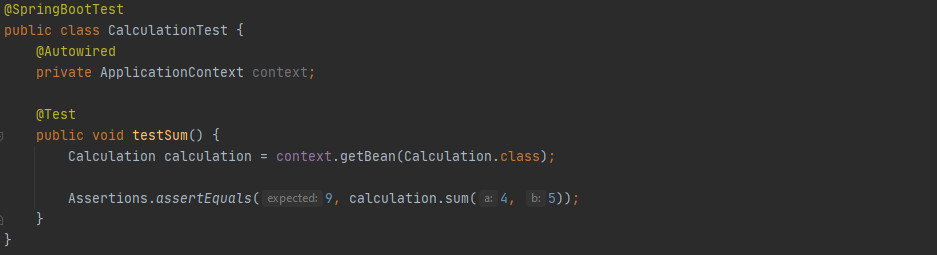 @SpringBootTest
public class CalculationTest {
    @Autowired
    private ApplicationContext context;

    @Test
    public void testSum() {
        Calculation calculation = context.getBean(Calculation.class);

        Assertions.assertEquals( expected: 9, calculation.sum( a: 4, b: 5));
    }
}